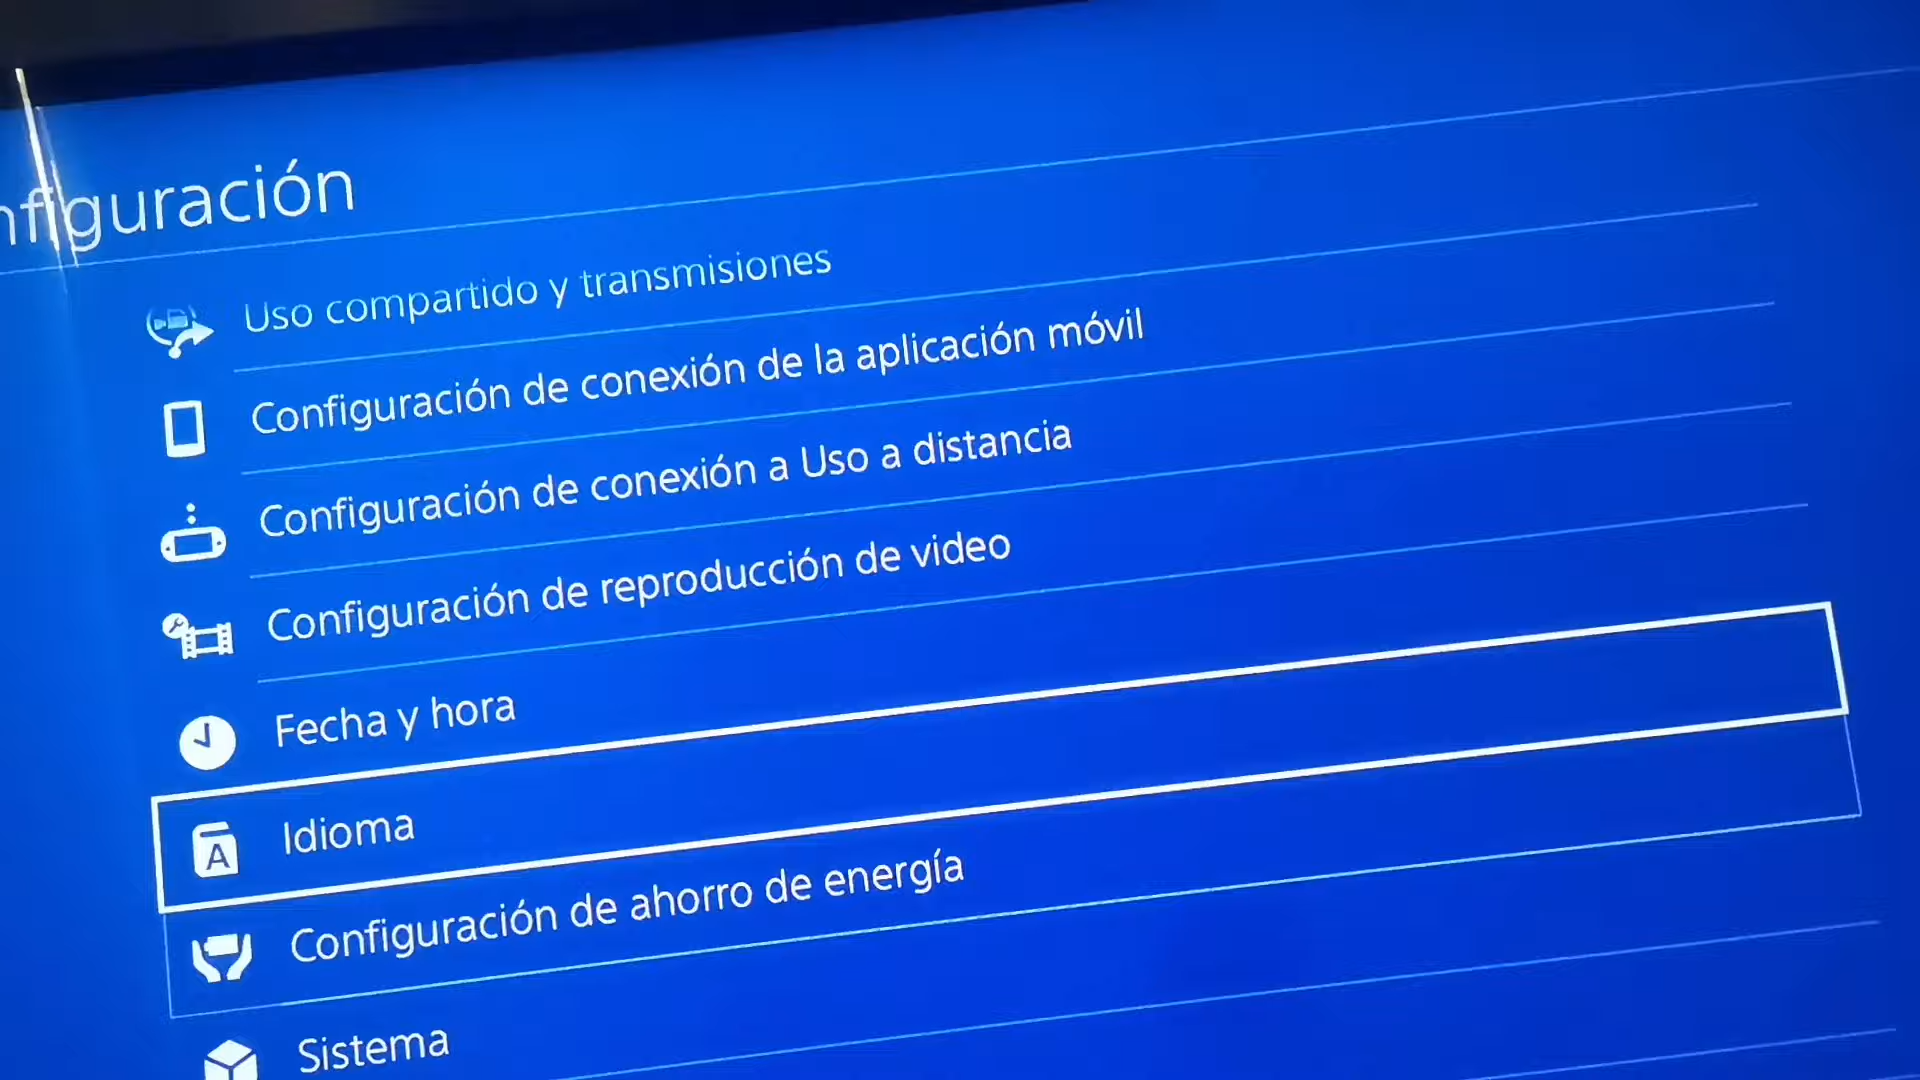 nfiguración
Uso compartido y transmisiones
Configuración de conexión de la aplicación móvil
Configuración de conexión a Uso a distancia
Configuración de reproducción de video
Fecha y hora
A Idioma
Configuración de ahorro de energía
Sistema